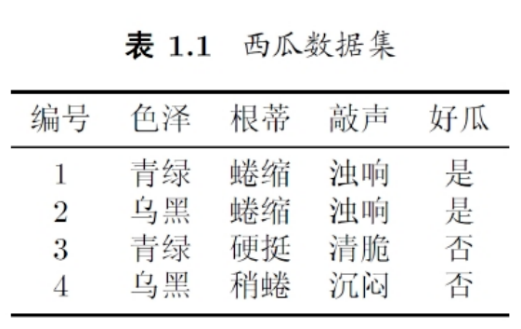 表 1.1 西瓜数据集
编号 色泽 根蒂 敲声 好瓜
1 青绿 蜷缩 浊响 是
2 乌黑 蜷缩 浊响 是
3 青绿 硬挺 清脆 否
4 乌黑 稍蜷 沉闷 否